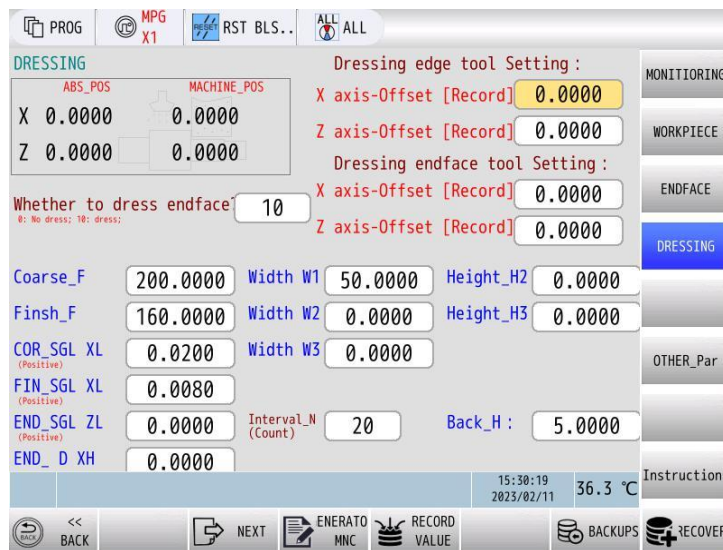 PROG MPG X1 RESET RST BLS.. ALL ALL
DRESSING
ABS_POS MACHINE_POS
X 0.0000 0.0000
Z 0.0000 0.0000
Dressing edge tool Setting:
X axis-Offset [Record] 0.0000
Z axis-Offset [Record] 0.0000
Dressing endface tool Setting:
X axis-Offset [Record] 0.0000
Z axis-Offset [Record] 0.0000
Whether to dress endface? 10
0: No dress; 10: dress;
Coarse_F 200.0000 Width W1 50.0000 Height_H2 0.0000
Finsh_F 160.0000 Width W2 0.0000 Height_H3 0.0000
COR_SGL XL 0.0200 Width W3 0.0000
(Positive)
FIN_SGL XL 0.0080
(Positive)
END_SGL ZL 0.0000 Interval_N 20 Back_H: 5.0000
(Positive) (Count)
END_ D XH 0.0000
MONITIORING
WORKPIECE
ENDFACE
DRESSING
OTHER_Par
Instruction
15:30:19
2023/02/11
36.3 ℃
BACK << BACK
NEXT
ENERATO MNC
RECORD VALUE
BACKUPS
RECOVER